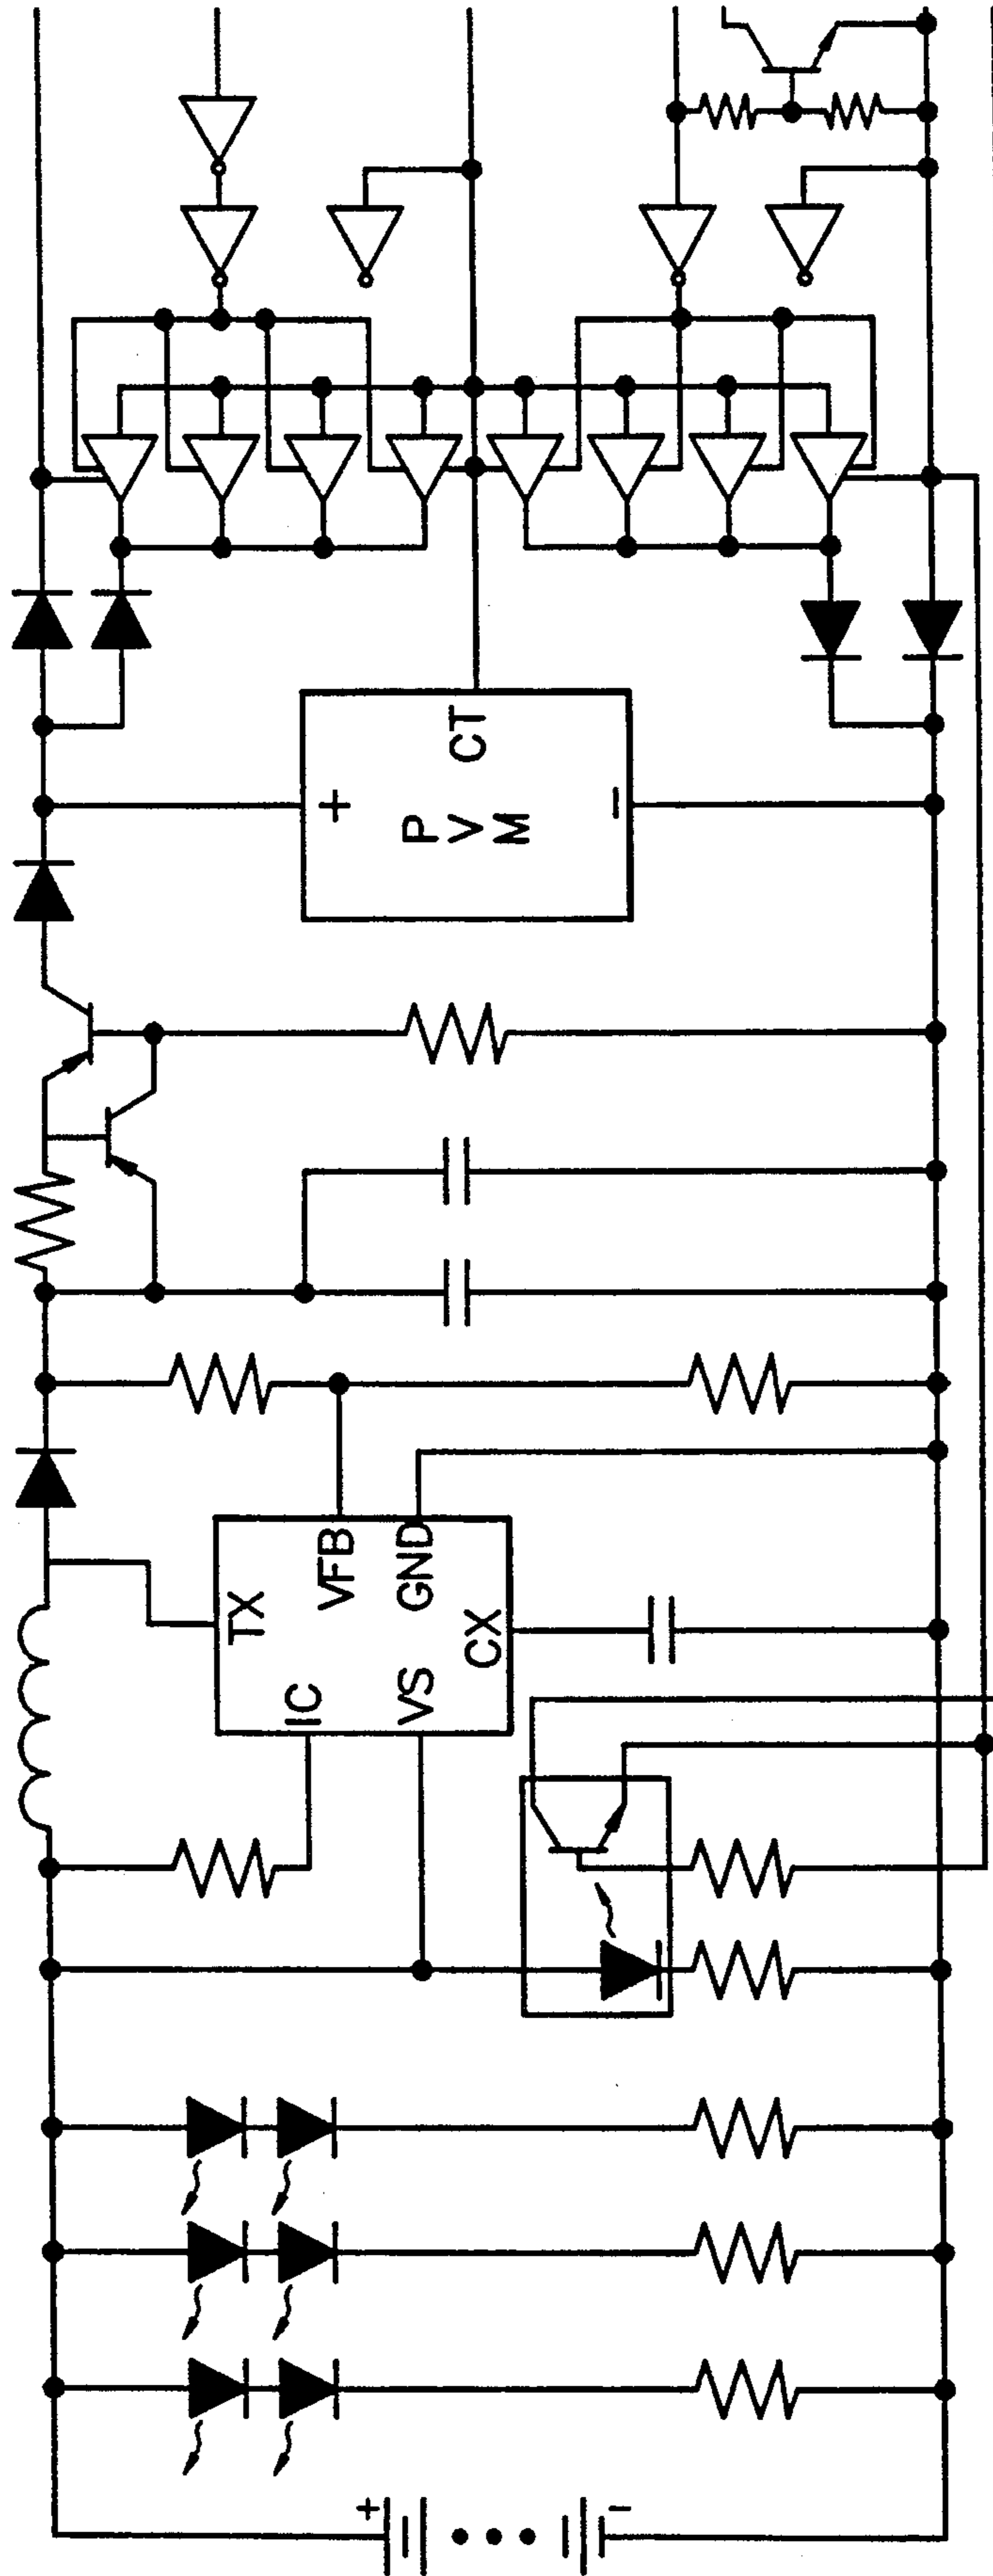 +
CT
P
V
M
−
TX
VFB
GND
IC
VS
CX
+
−